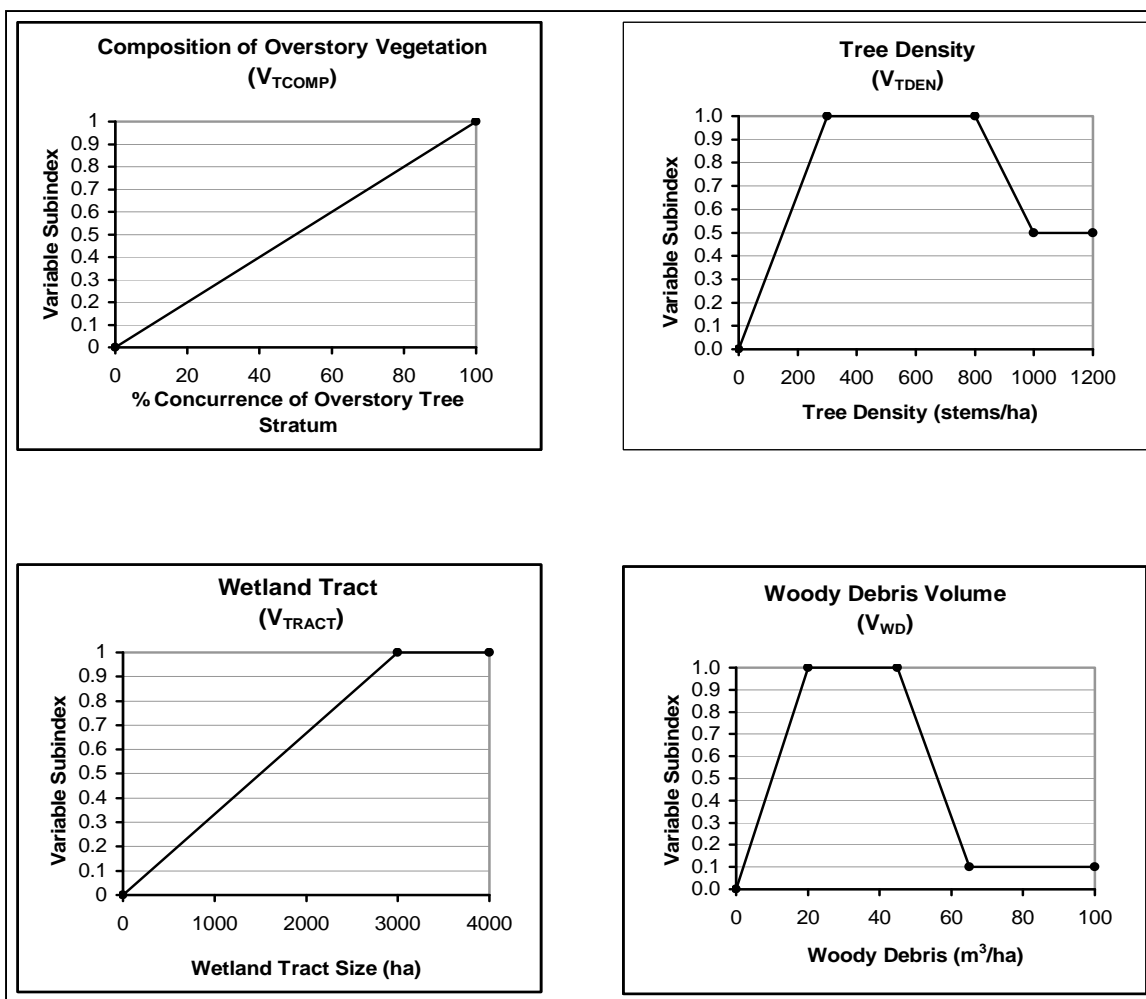 Composition of Overstory Vegetation
(VTCOMP)
Variable Subindex
1
0.9
0.8
0.7
0.6
0.5
0.4
0.3
0.2
0.1
0
0 20 40 60 80 100
% Concurrence of Overstory Tree
Stratum
Tree Density
(VTDEN)
Variable Subindex
1.0
0.9
0.8
0.7
0.6
0.5
0.4
0.3
0.2
0.1
0.0
0 200 400 600 800 1000 1200
Tree Density (stems/ha)
Wetland Tract
(VTRACT)
Variable Subindex
1
0.9
0.8
0.7
0.6
0.5
0.4
0.3
0.2
0.1
0
0 1000 2000 3000 4000
Wetland Tract Size (ha)
Woody Debris Volume
(VWD)
Variable Subindex
1.0
0.9
0.8
0.7
0.6
0.5
0.4
0.3
0.2
0.1
0.0
0 20 40 60 80 100
Woody Debris (m³/ha)